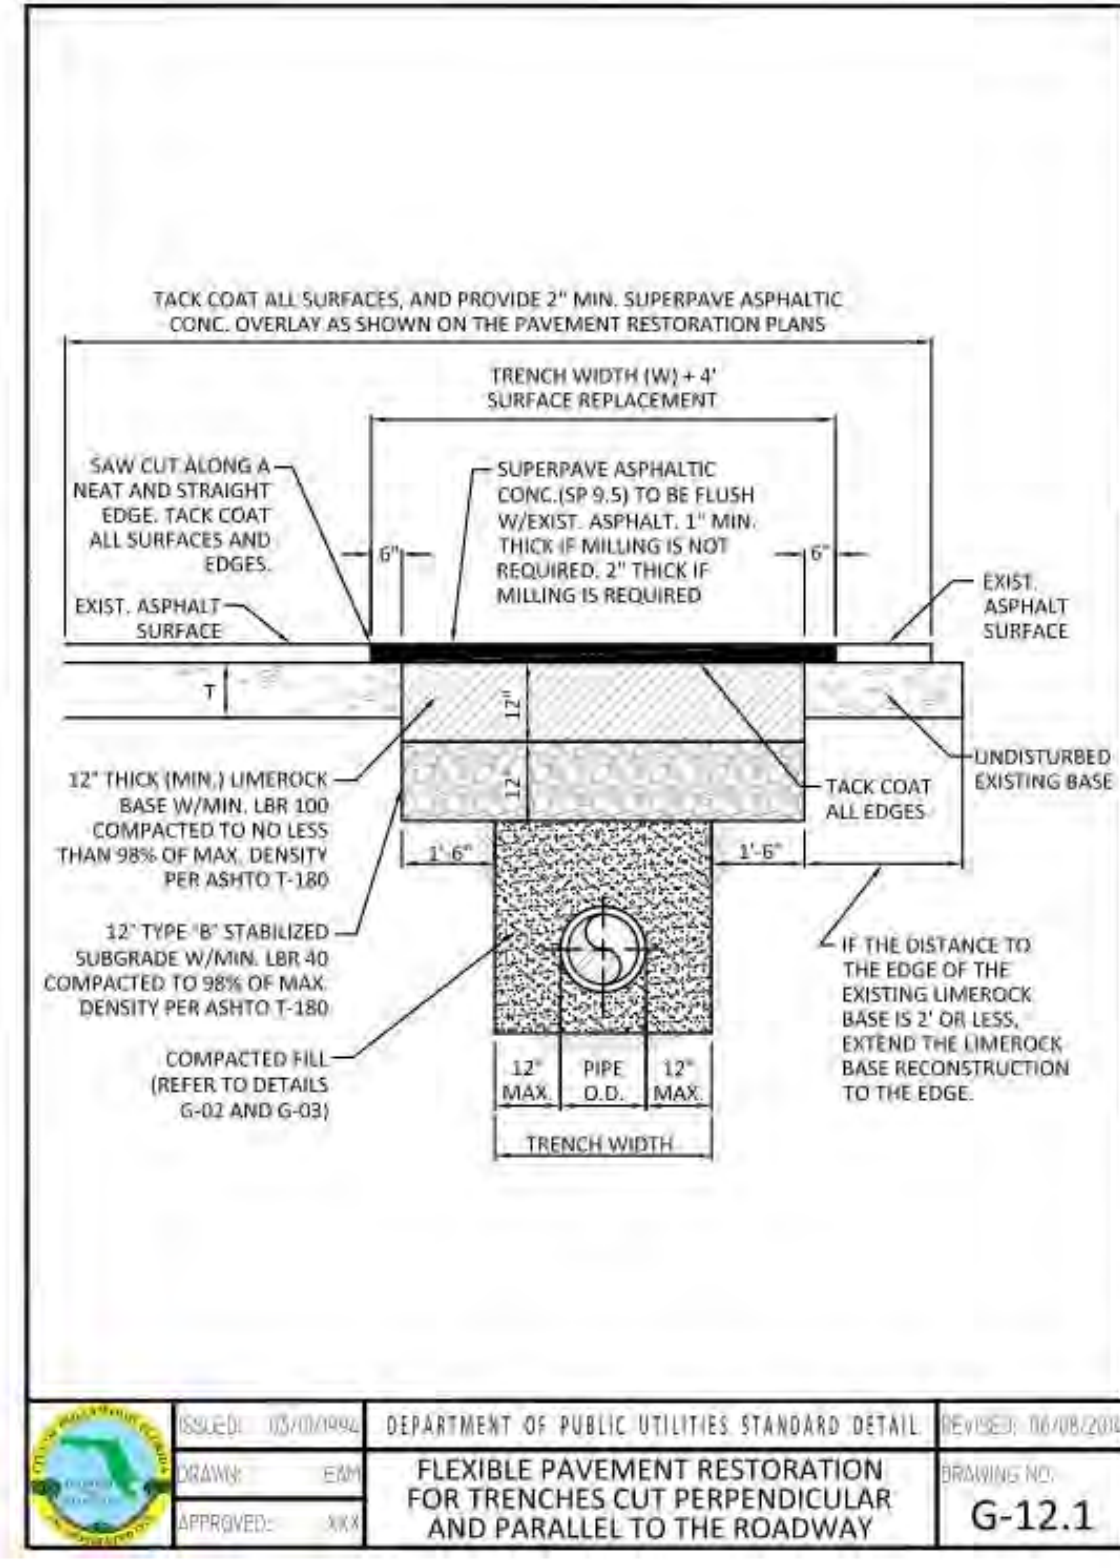 TACK COAT ALL SURFACES, AND PROVIDE 2" MIN. SUPERPAVE ASPHALTIC
CONC. OVERLAY AS SHOWN ON THE PAVEMENT RESTORATION PLANS
TRENCH WIDTH (W) + 4'
SURFACE REPLACEMENT
SAW CUT ALONG A
NEAT AND STRAIGHT
EDGE. TACK COAT
ALL SURFACES AND
EDGES.
SUPERPAVE ASPHALTIC
CONC.(SP 9.5) TO BE FLUSH
W/EXIST. ASPHALT. 1" MIN.
THICK IF MILLING IS NOT
REQUIRED. 2" THICK IF
MILLING IS REQUIRED
6"
6"
EXIST. ASPHALT
SURFACE
EXIST.
ASPHALT
SURFACE
T
12"
12"
12" THICK (MIN.) LIMEROCK
BASE W/MIN. LBR 100
COMPACTED TO NO LESS
THAN 98% OF MAX. DENSITY
PER ASHTO T-180
UNDISTURBED
EXISTING BASE
TACK COAT
ALL EDGES
1'-6"
1'-6"
12" TYPE "B" STABILIZED
SUBGRADE W/MIN. LBR 40
COMPACTED TO 98% OF MAX.
DENSITY PER ASHTO T-180
IF THE DISTANCE TO
THE EDGE OF THE
EXISTING LIMEROCK
BASE IS 2' OR LESS,
EXTEND THE LIMEROCK
BASE RECONSTRUCTION
TO THE EDGE.
COMPACTED FILL
(REFER TO DETAILS
G-02 AND G-03)
12"
MAX.
PIPE
O.D.
12"
MAX.
TRENCH WIDTH
ISSUED: 03/01/1994
DRAWN: EAM
APPROVED: XXX
DEPARTMENT OF PUBLIC UTILITIES STANDARD DETAIL
FLEXIBLE PAVEMENT RESTORATION
FOR TRENCHES CUT PERPENDICULAR
AND PARALLEL TO THE ROADWAY
REVISED: 06/08/201
DRAWING NO.
G-12.1